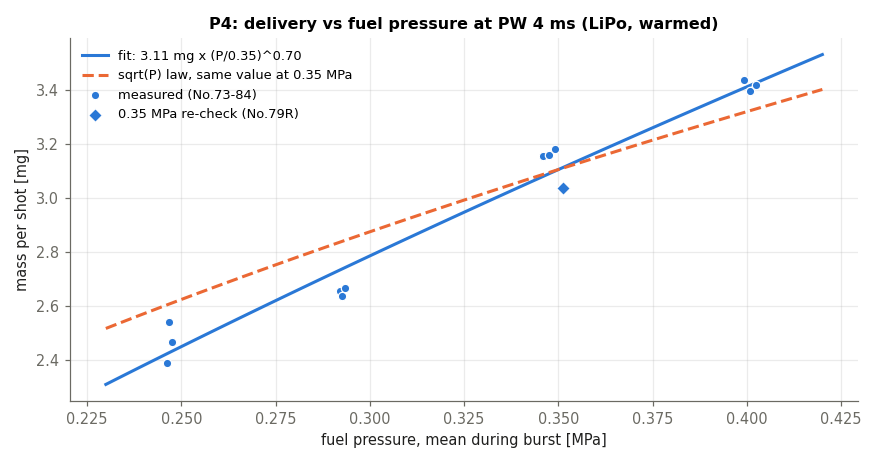 P4: delivery vs fuel pressure at PW 4 ms (LiPo, warmed)
fit: 3.11 mg x (P/0.35)^0.70
sqrt(P) law, same value at 0.35 MPa
measured (No.73-84)
0.35 MPa re-check (No.79R)
mass per shot [mg]
3.4
3.2
3.0
2.8
2.6
2.4
0.225 0.250 0.275 0.300 0.325 0.350 0.375 0.400 0.425
fuel pressure, mean during burst [MPa]